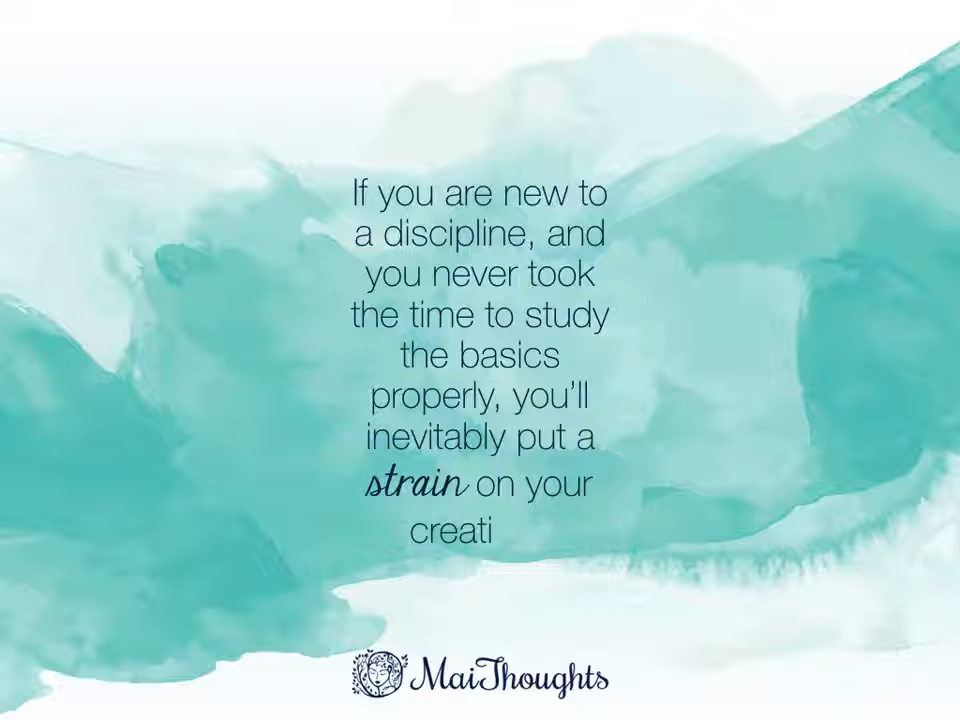 If you are new to
a discipline, and
you never took
the time to study
the basics
properly, you’ll
inevitably put a
strain on your
creati
MaiThoughts